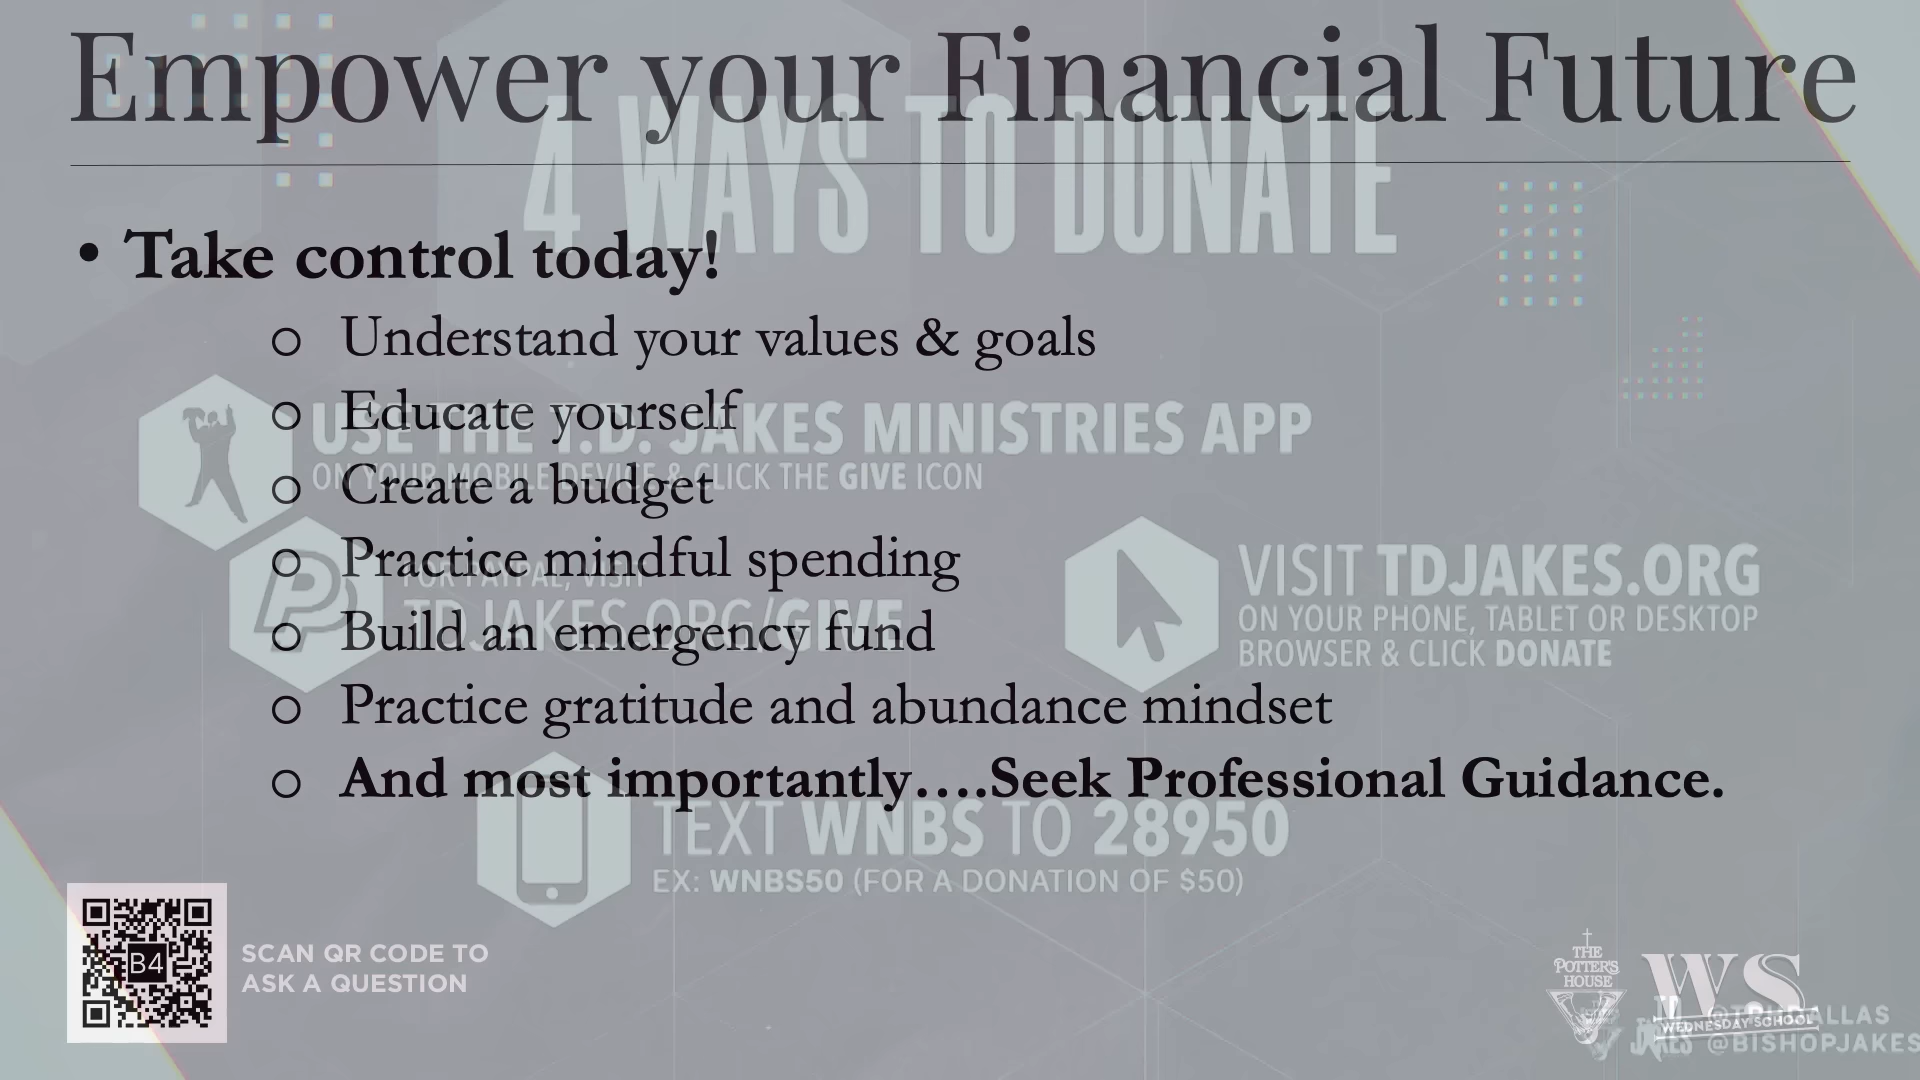 Empower your Financial Future
4 WAYS TO DONATE
• Take control today!
o Understand your values & goals
o Educate yourself
USE THE T.D. JAKES MINISTRIES APP
ON YOUR MOBILE DEVICE & CLICK THE GIVE ICON
o Create a budget
o Practice mindful spending
FOR PAYPAL, VISIT
TDJAKES.ORG/GIVE
VISIT TDJAKES.ORG
ON YOUR PHONE, TABLET OR DESKTOP
BROWSER & CLICK DONATE
o Build an emergency fund
o Practice gratitude and abundance mindset
o And most importantly….Seek Professional Guidance.
TEXT WNBS TO 28950
EX: WNBS50 (FOR A DONATION OF $50)
B4
SCAN QR CODE TO
ASK A QUESTION
THE
POTTER'S
HOUSE
WS
WEDNESDAY SCHOOL
@TPHDALLAS
@BISHOPJAKES